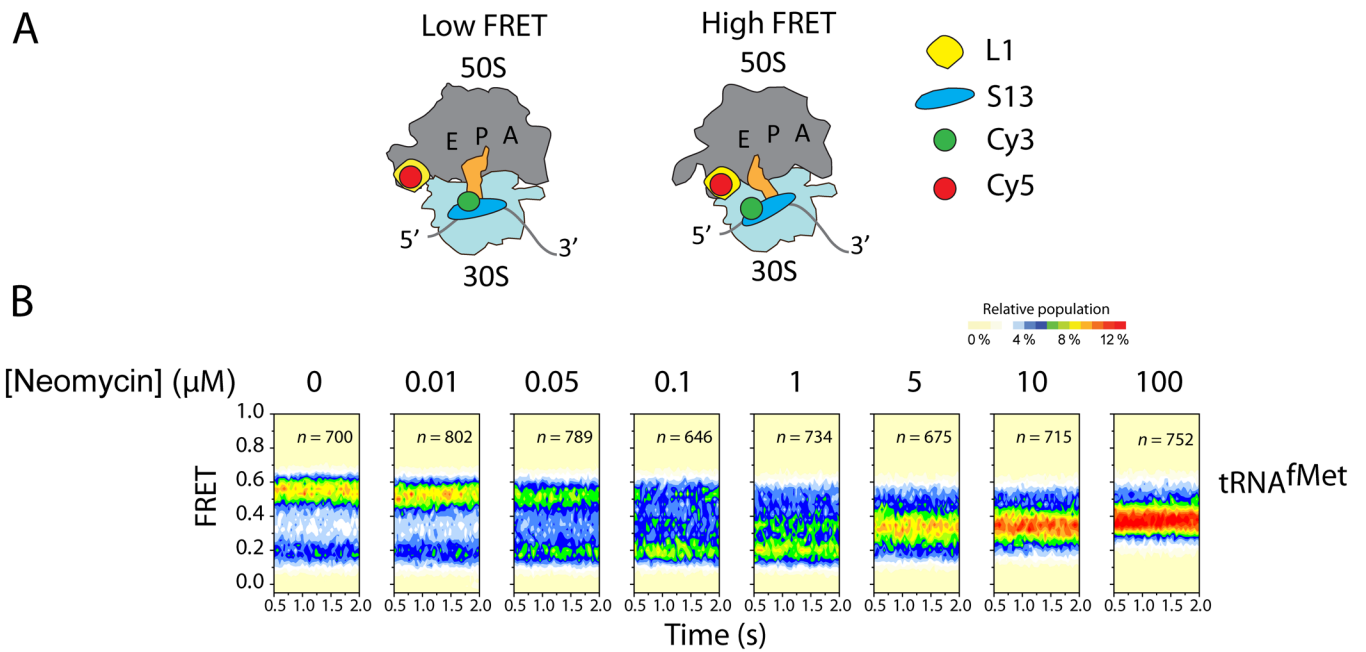 A
Low FRET
High FRET
50S
50S
E P A
E P A
5’
3’
5’
3’
30S
30S
L1
S13
Cy3
Cy5
B
Relative population
0 % 4 % 8 % 12 %
[Neomycin] (μM) 0 0.01 0.05 0.1 1 5 10 100
n = 700 n = 802 n = 789 n = 646 n = 734 n = 675 n = 715 n = 752
1.0
0.8
0.6
0.4
0.2
0.0
FRET
tRNAfMet
0.5 1.0 1.5 2.0 0.5 1.0 1.5 2.0 0.5 1.0 1.5 2.0 0.5 1.0 1.5 2.0 0.5 1.0 1.5 2.0 0.5 1.0 1.5 2.0 0.5 1.0 1.5 2.0 0.5 1.0 1.5 2.0
Time (s)